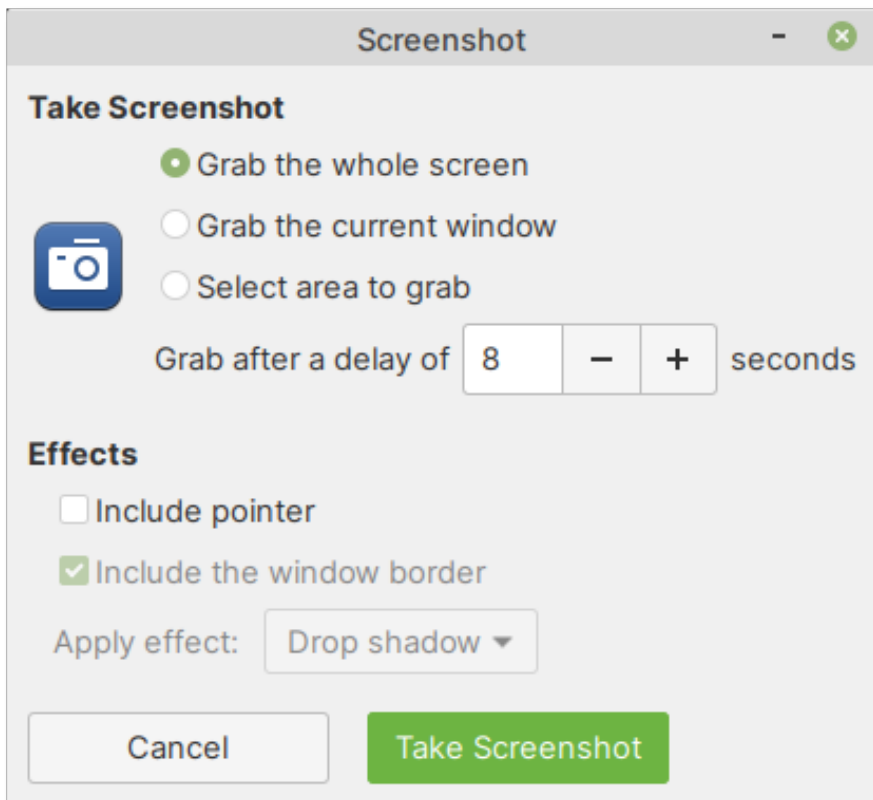 Screenshot
Take Screenshot
Grab the whole screen
Grab the current window
Select area to grab
Grab after a delay of 8 − + seconds
Effects
Include pointer
Include the window border
Apply effect: Drop shadow
Cancel Take Screenshot